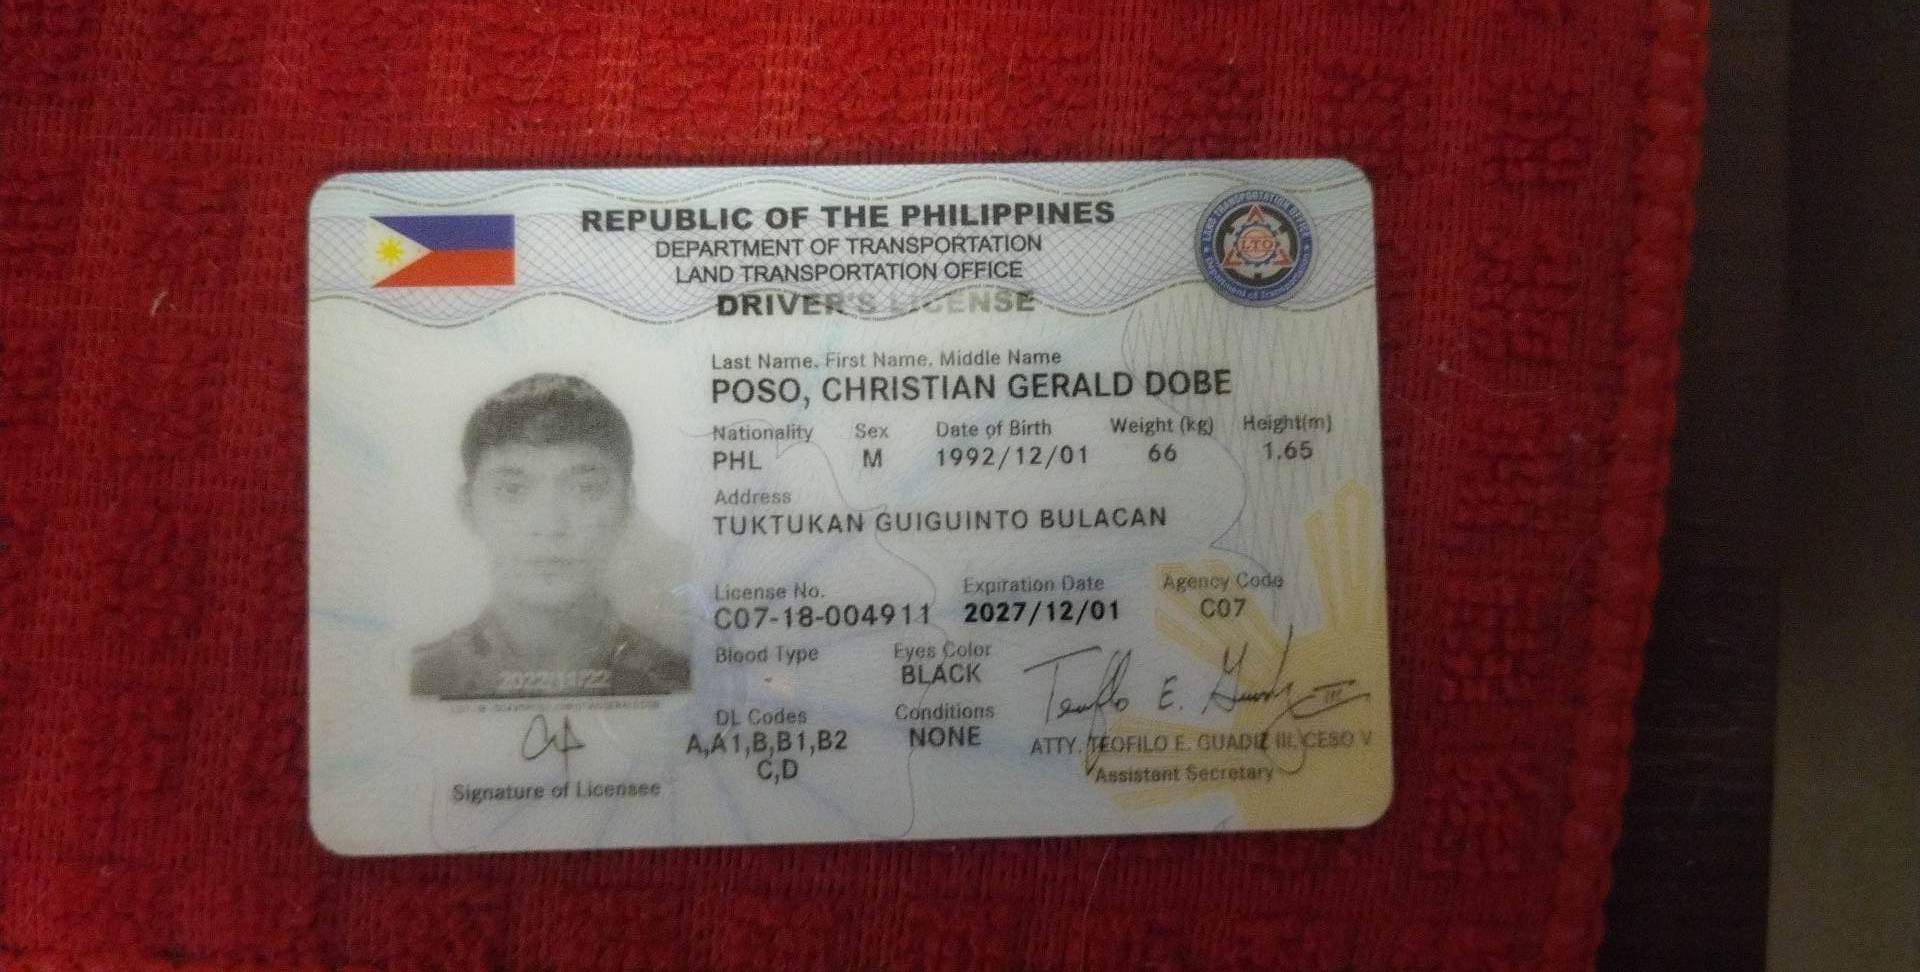 REPUBLIC OF THE PHILIPPINES
DEPARTMENT OF TRANSPORTATION
LAND TRANSPORTATION OFFICE
DRIVER'S LICENSE
LAND TRANSPORTATION OFFICE
LTO
Department of Transportation
Last Name, First Name, Middle Name
POSO, CHRISTIAN GERALD DOBE
Nationality Sex Date of Birth Weight (kg) Height(m)
PHL M 1992/12/01 66 1.65
Address
TUKTUKAN GUIGUINTO BULACAN
License No. Expiration Date Agency Code
C07-18-004911 2027/12/01 C07
Blood Type Eyes Color
- BLACK
2022/11/22
DL Codes Conditions
A,A1,B,B1,B2 NONE
C,D
Signature of Licensee
ATTY. TEOFILO E. GUADIZ III, CESO V
Assistant Secretary